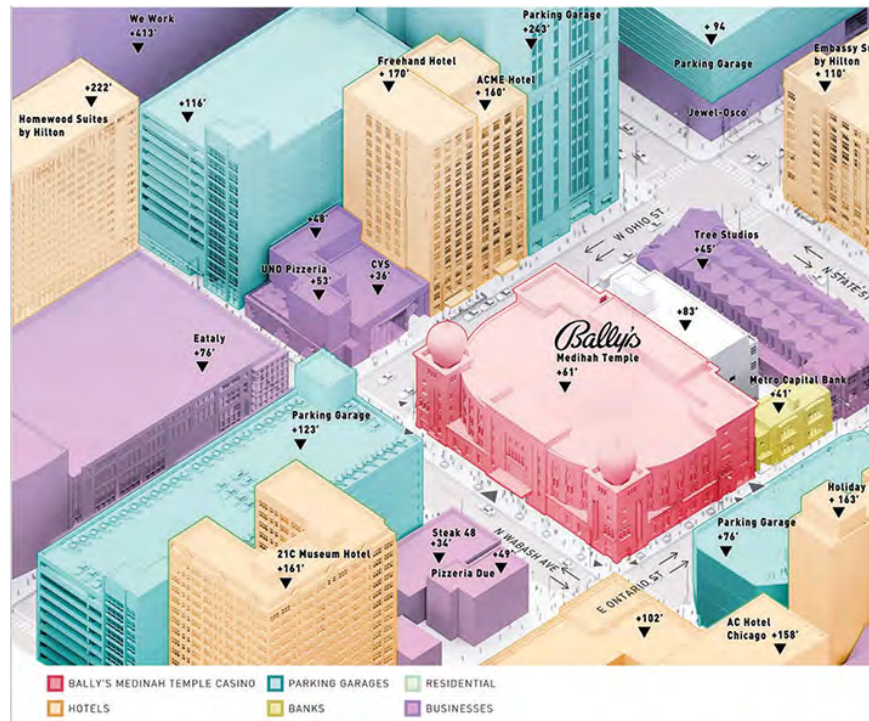 We Work
+413'
Parking Garage
+243'
+ 94
Parking Garage
Embassy Su
by Hilton
+ 110'
Freehand Hotel
+ 170'
ACME Hotel
+ 160'
+222'
Homewood Suites
by Hilton
+116'
Jewel-Osco
W OHIO ST
Tree Studios
+45'
N STATE ST
+48'
UNO Pizzeria
+53'
CVS
+36'
Bally's
Medinah Temple
+61'
+83'
Eataly
+76'
Metro Capital Bank
+41'
Parking Garage
+123'
Holiday
+ 163'
Parking Garage
+76'
Steak 48
+34'
+49'
Pizzeria Due
N WABASH AVE
E ONTARIO ST
21C Museum Hotel
+161'
+102'
AC Hotel
Chicago +158'
BALLY'S MEDINAH TEMPLE CASINO
PARKING GARAGES
RESIDENTIAL
HOTELS
BANKS
BUSINESSES